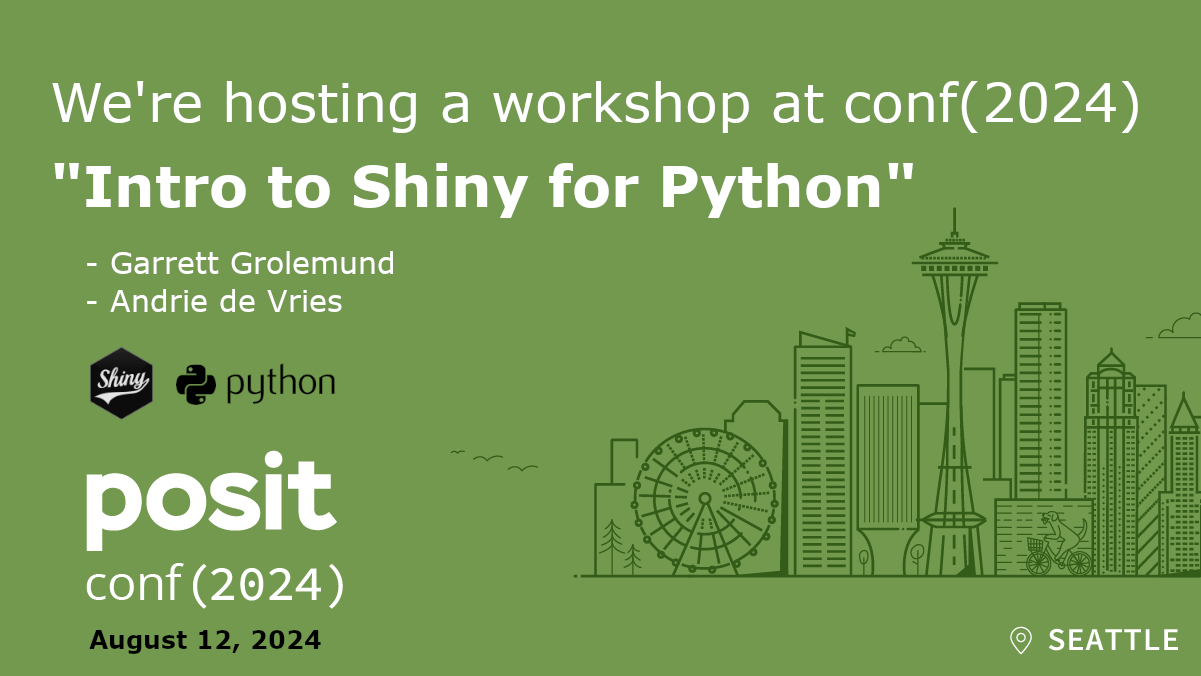 We're hosting a workshop at conf(2024)
"Intro to Shiny for Python"
- Garrett Grolemund
- Andrie de Vries
Shiny python
posit
conf(2024)
August 12, 2024
SEATTLE